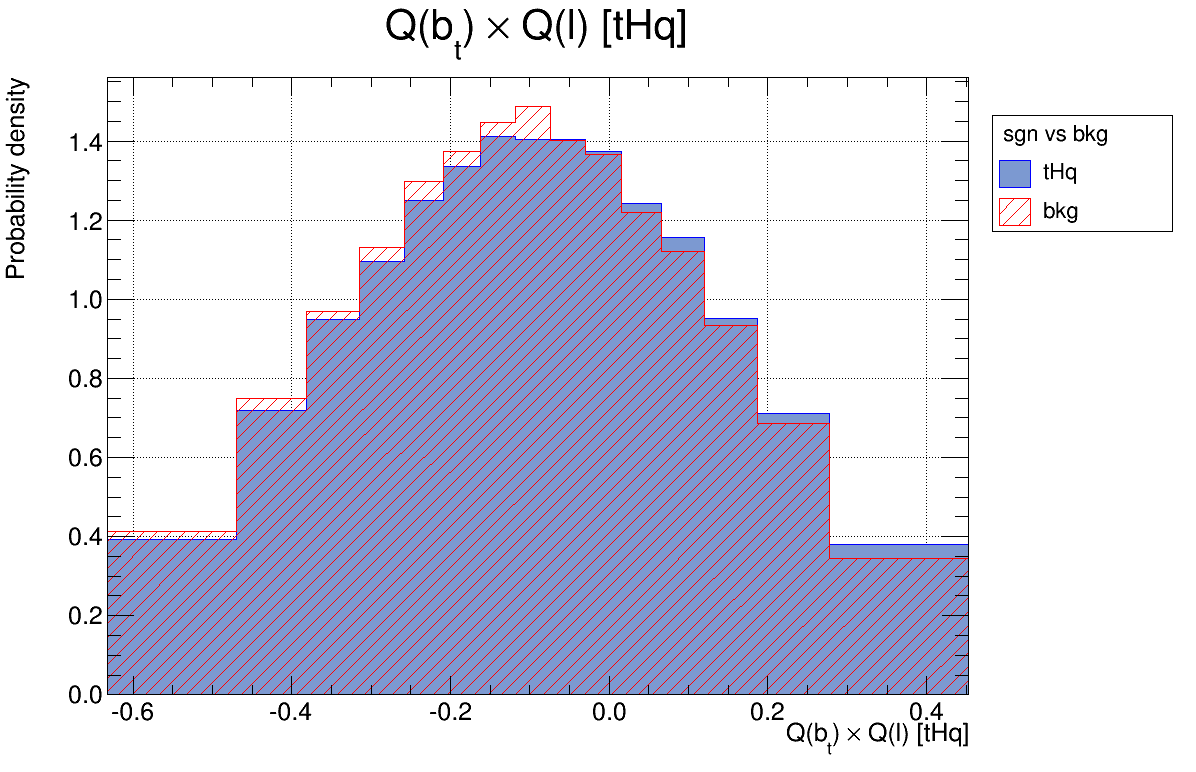 Q(b_t) × Q(l) [tHq]
Probability density
1.4
1.2
1.0
0.8
0.6
0.4
0.2
0.0
-0.6 -0.4 -0.2 0.0 0.2 0.4
Q(b_t) × Q(l) [tHq]
sgn vs bkg
tHq
bkg